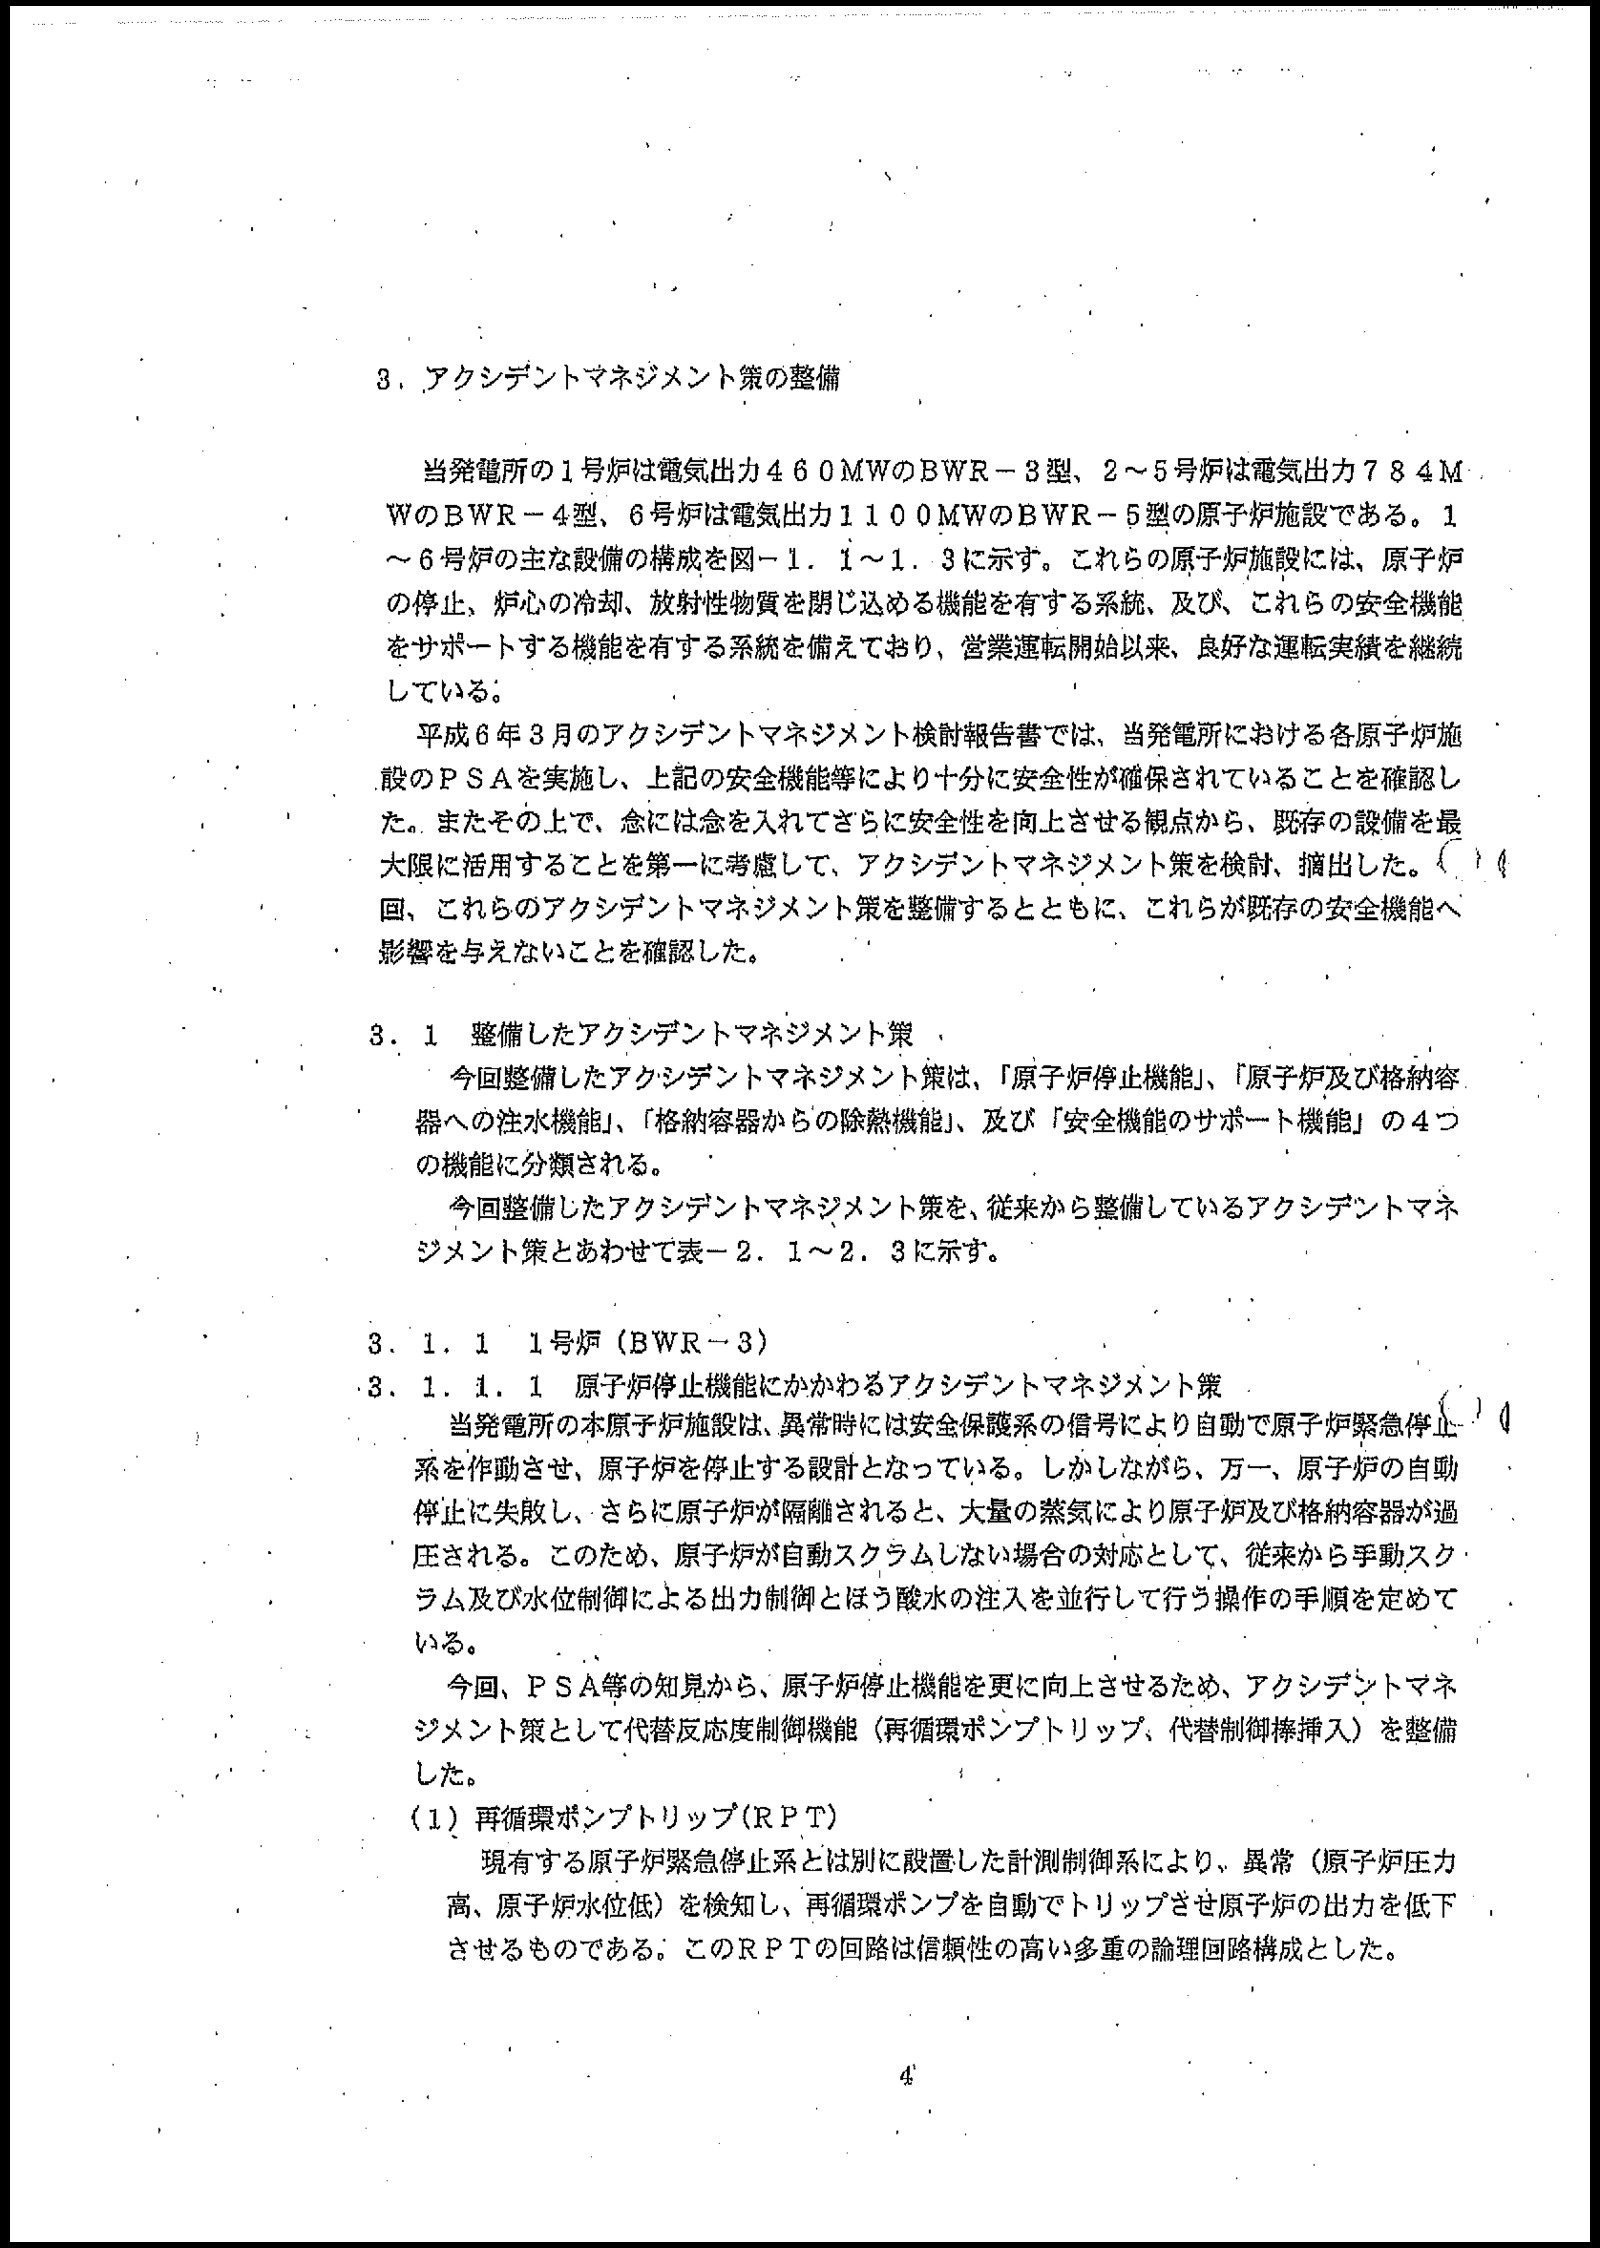 3．アクシデントマネジメント策の整備
当発電所の1号炉は電気出力460MWのBWR－3型、2～5号炉は電気出力784M
WのBWR－4型、6号炉は電気出力1100MWのBWR－5型の原子炉施設である。1
～6号炉の主な設備の構成を図－1．1～1．3に示す。これらの原子炉施設には、原子炉
の停止、炉心の冷却、放射性物質を閉じ込める機能を有する系統、及び、これらの安全機能
をサポートする機能を有する系統を備えており、営業運転開始以来、良好な運転実績を継続
している。
平成6年3月のアクシデントマネジメント検討報告書では、当発電所における各原子炉施
設のPSAを実施し、上記の安全機能等により十分に安全性が確保されていることを確認し
た。またその上で、念には念を入れてさらに安全性を向上させる観点から、既存の設備を最
大限に活用することを第一に考慮して、アクシデントマネジメント策を検討、摘出した。
回、これらのアクシデントマネジメント策を整備するとともに、これらが既存の安全機能へ
影響を与えないことを確認した。
3．1　整備したアクシデントマネジメント策
今回整備したアクシデントマネジメント策は、「原子炉停止機能」、「原子炉及び格納容
器への注水機能」、「格納容器からの除熱機能」、及び「安全機能のサポート機能」の4つ
の機能に分類される。
今回整備したアクシデントマネジメント策を、従来から整備しているアクシデントマネ
ジメント策とあわせて表－2．1～2．3に示す。
3．1．1　1号炉（BWR－3）
3．1．1．1　原子炉停止機能にかかわるアクシデントマネジメント策
当発電所の本原子炉施設は、異常時には安全保護系の信号により自動で原子炉緊急停止
系を作動させ、原子炉を停止する設計となっている。しかしながら、万一、原子炉の自動
停止に失敗し、さらに原子炉が隔離されると、大量の蒸気により原子炉及び格納容器が過
圧される。このため、原子炉が自動スクラムしない場合の対応として、従来から手動スク
ラム及び水位制御による出力制御とほう酸水の注入を並行して行う操作の手順を定めて
いる。
今回、PSA等の知見から、原子炉停止機能を更に向上させるため、アクシデントマネ
ジメント策として代替反応度制御機能（再循環ポンプトリップ、代替制御棒挿入）を整備
した。
（1）再循環ポンプトリップ（RPT）
現有する原子炉緊急停止系とは別に設置した計測制御系により、異常（原子炉圧力
高、原子炉水位低）を検知し、再循環ポンプを自動でトリップさせ原子炉の出力を低下
させるものである。このRPTの回路は信頼性の高い多重の論理回路構成とした。
4